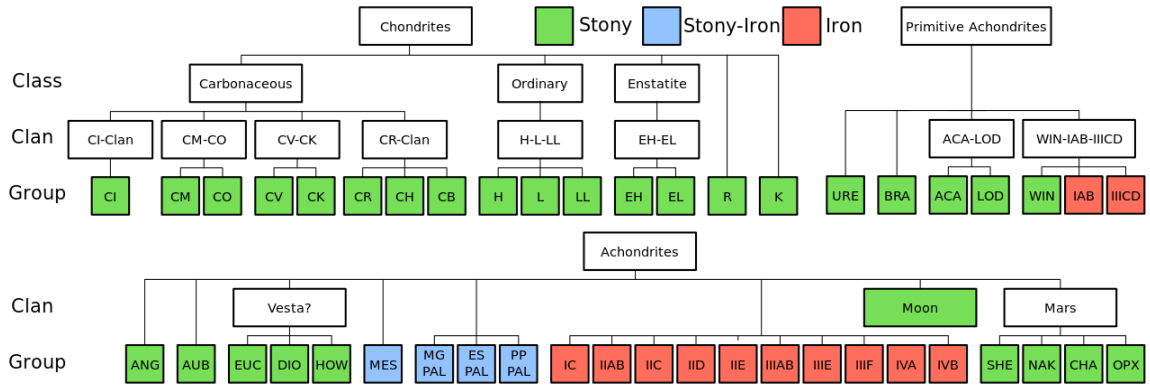 Chondrites
Stony
Stony-Iron
Iron
Primitive Achondrites
Class
Carbonaceous
Ordinary
Enstatite
Clan
CI-Clan
CM-CO
CV-CK
CR-Clan
H-L-LL
EH-EL
ACA-LOD
WIN-IAB-IIICD
Group
CI
CM
CO
CV
CK
CR
CH
CB
H
L
LL
EH
EL
R
K
URE
BRA
ACA
LOD
WIN
IAB
IIICD
Achondrites
Clan
Vesta?
Moon
Mars
Group
ANG
AUB
EUC
DIO
HOW
MES
MG
PAL
ES
PAL
PP
PAL
IC
IIAB
IIC
IID
IIE
IIIAB
IIIE
IIIF
IVA
IVB
SHE
NAK
CHA
OPX